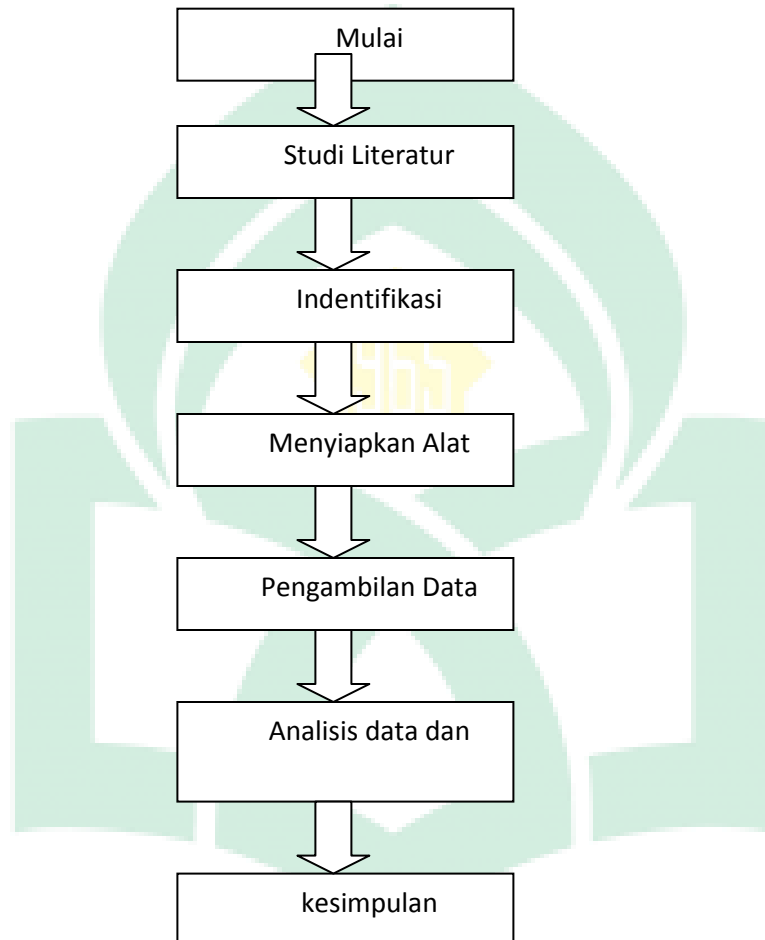 Mulai
Studi Literatur
Indentifikasi
Menyiapkan Alat
Pengambilan Data
Analisis data dan
kesimpulan